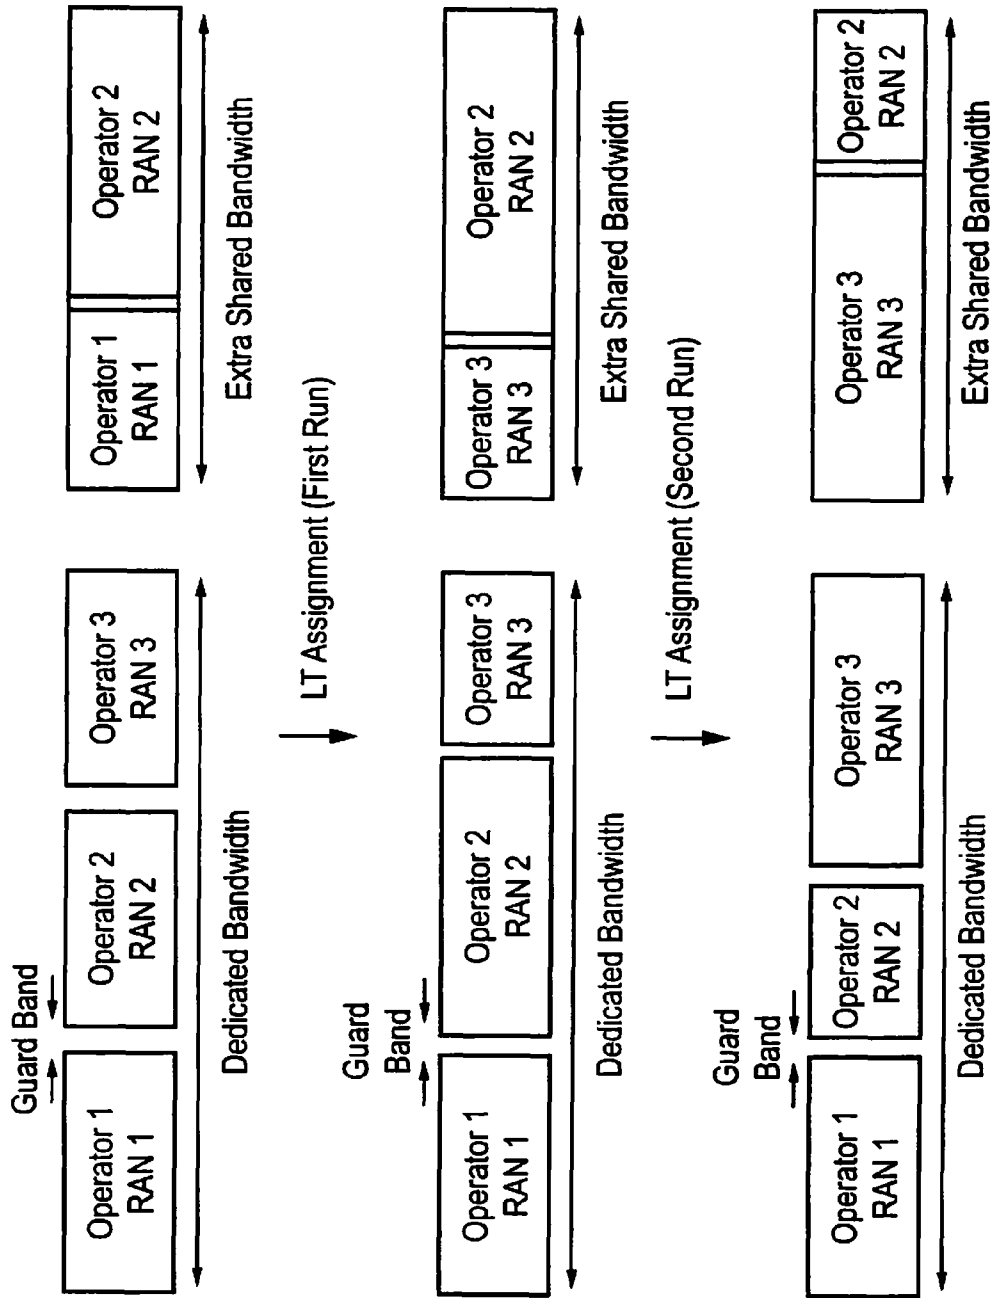 Guard Band
Operator 1
RAN 1
Operator 2
RAN 2
Operator 3
RAN 3
Operator 1
RAN 1
Operator 2
RAN 2
Dedicated Bandwidth
Extra Shared Bandwidth
LT Assignment (First Run)
Guard
Band
Operator 1
RAN 1
Operator 2
RAN 2
Operator 3
RAN 3
Operator 3
RAN 3
Operator 2
RAN 2
Dedicated Bandwidth
Extra Shared Bandwidth
LT Assignment (Second Run)
Guard
Band
Operator 1
RAN 1
Operator 2
RAN 2
Operator 3
RAN 3
Operator 3
RAN 3
Operator 2
RAN 2
Dedicated Bandwidth
Extra Shared Bandwidth